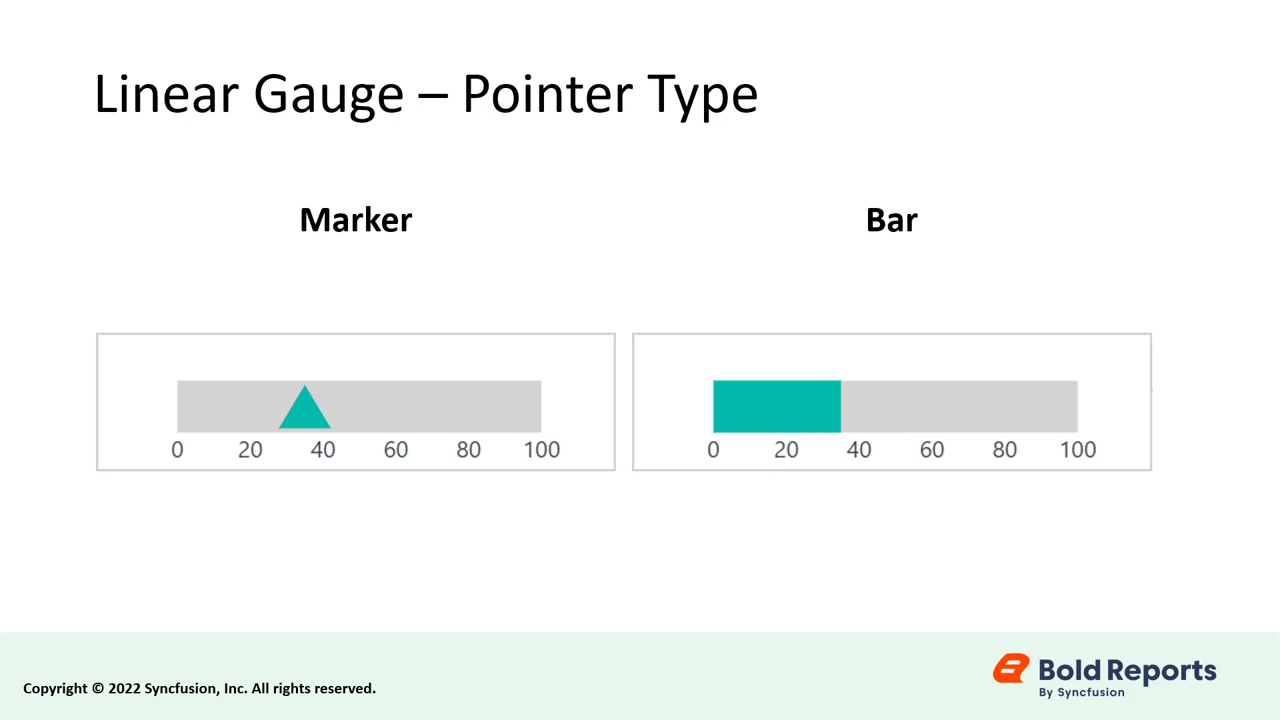 Linear Gauge – Pointer Type
Marker
Bar
0 20 40 60 80 100
0 20 40 60 80 100
Copyright © 2022 Syncfusion, Inc. All rights reserved.
Bold Reports
By Syncfusion